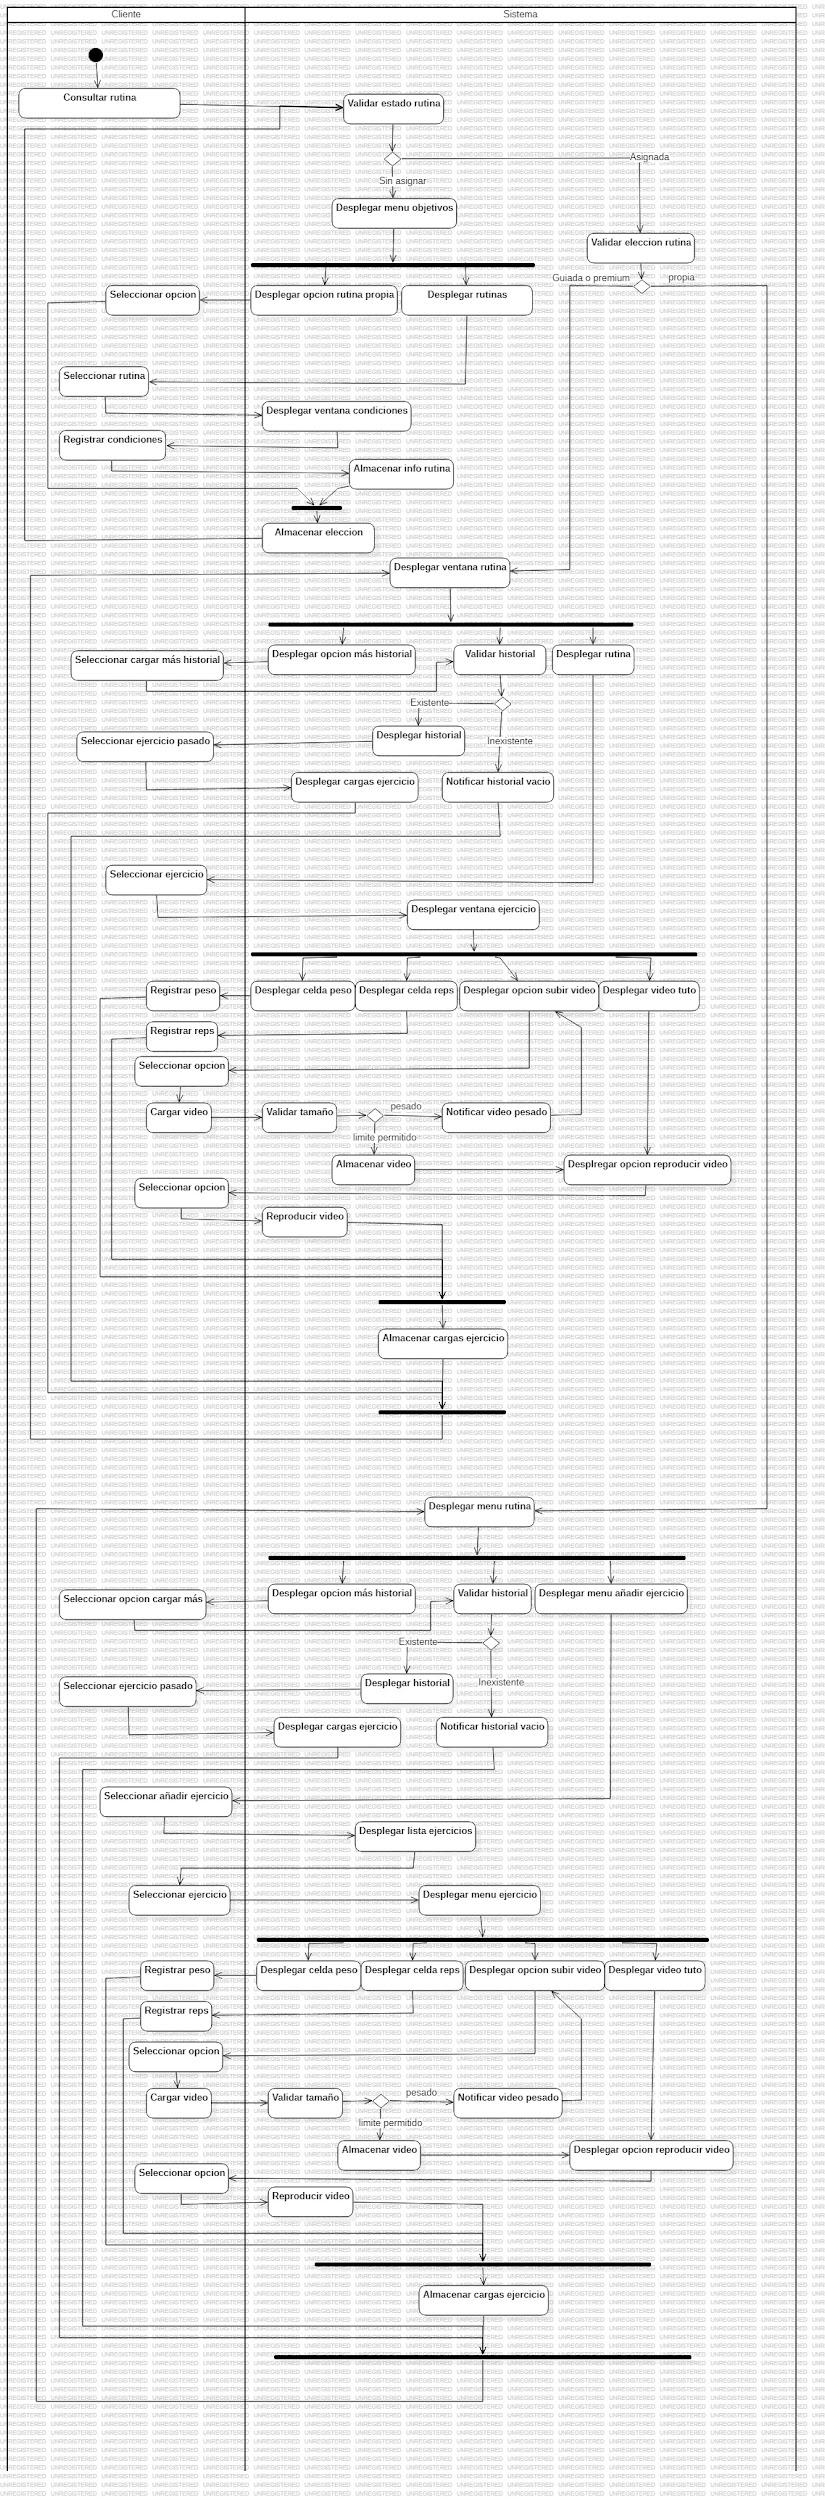 Cliente
Sistema
Consultar rutina
Validar estado rutina
Asignada
Sin asignar
Desplegar menu objetivos
Validar eleccion rutina
Guiada o premium
propia
Seleccionar opcion
Desplegar opcion rutina propia
Desplegar rutinas
Seleccionar rutina
Desplegar ventana condiciones
Registrar condiciones
Almacenar info rutina
Almacenar eleccion
Desplegar ventana rutina
Seleccionar cargar más historial
Desplegar opcion más historial
Validar historial
Desplegar rutina
Existente
Desplegar historial
Seleccionar ejercicio pasado
Inexistente
Desplegar cargas ejercicio
Notificar historial vacio
Seleccionar ejercicio
Desplegar ventana ejercicio
Registrar peso
Desplegar celda peso
Desplegar celda reps
Desplegar opcion subir video
Desplegar video tuto
Registrar reps
Seleccionar opcion
Cargar video
Validar tamaño
pesado
Notificar video pesado
limite permitido
Almacenar video
Desplregar opcion reproducir video
Seleccionar opcion
Reproducir video
Almacenar cargas ejercicio
Desplegar menu rutina
Seleccionar opcion cargar más
Desplegar opcion más historial
Validar historial
Desplegar menu añadir ejercicio
Existente
Desplegar historial
Inexistente
Seleccionar ejercicio pasado
Desplegar cargas ejercicio
Notificar historial vacio
Seleccionar añadir ejercicio
Desplegar lista ejercicios
Seleccionar ejercicio
Desplegar menu ejercicio
Registrar peso
Desplegar celda peso
Desplegar celda reps
Desplegar opcion subir video
Desplegar video tuto
Registrar reps
Seleccionar opcion
Cargar video
Validar tamaño
pesado
Notificar video pesado
limite permitido
Almacenar video
Desplegar opcion reproducir video
Seleccionar opcion
Reproducir video
Almacenar cargas ejercicio
UNREGISTERED